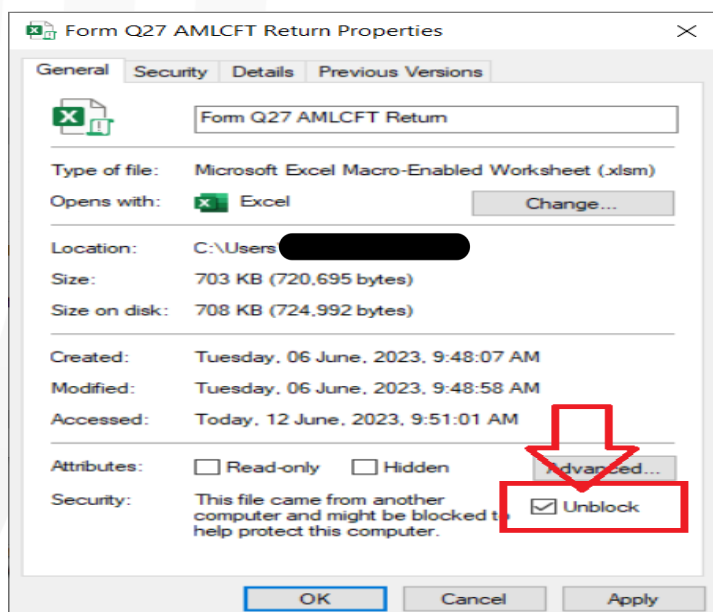 Form Q27 AMLCFT Return Properties
General Security Details Previous Versions
Form Q27 AMLCFT Return
Type of file: Microsoft Excel Macro-Enabled Worksheet (.xlsm)
Opens with: Excel Change...
Location: C:\Users\
Size: 703 KB (720,695 bytes)
Size on disk: 708 KB (724,992 bytes)
Created: Tuesday, 06 June, 2023, 9:48:07 AM
Modified: Tuesday, 06 June, 2023, 9:48:58 AM
Accessed: Today, 12 June, 2023, 9:51:01 AM
Attributes: Read-only Hidden Advanced...
Security: This file came from another Unblock
computer and might be blocked to
help protect this computer.
OK Cancel Apply